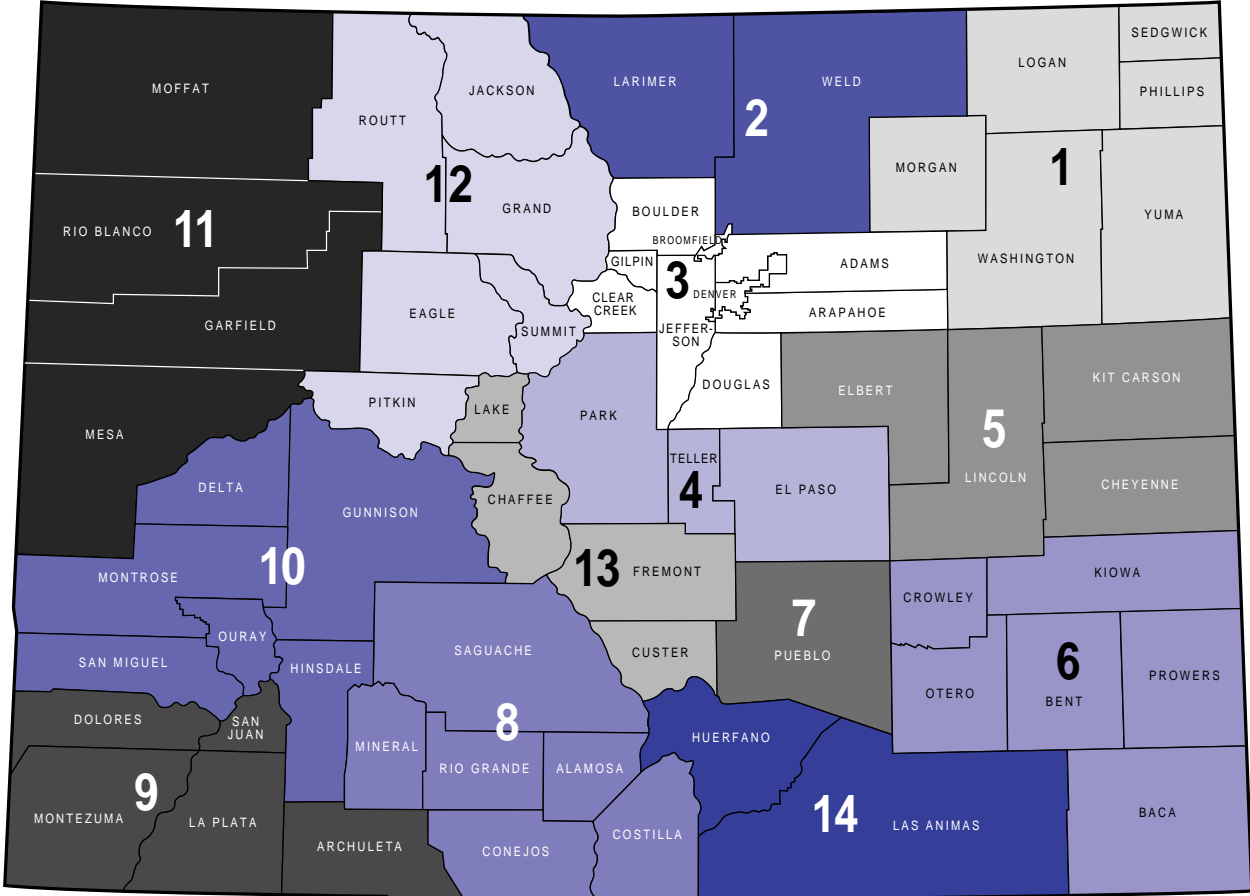 SEDGWICK
LOGAN
MOFFAT
JACKSON
LARIMER
WELD
PHILLIPS
ROUTT
2
MORGAN
1
12
GRAND
BOULDER
YUMA
RIO BLANCO
11
BROOMFIELD
GILPIN
ADAMS
WASHINGTON
3
DENVER
CLEAR
CREEK
EAGLE
GARFIELD
SUMMIT
JEFFER-
SON
ARAPAHOE
DOUGLAS
ELBERT
KIT CARSON
PITKIN
LAKE
PARK
MESA
5
TELLER
LINCOLN
CHEYENNE
DELTA
4
EL PASO
CHAFFEE
GUNNISON
10
MONTROSE
13
FREMONT
KIOWA
CROWLEY
7
PUEBLO
OURAY
SAGUACHE
CUSTER
SAN MIGUEL
HINSDALE
6
PROWERS
OTERO
BENT
DOLORES
SAN
JUAN
8
HUERFANO
MINERAL
RIO GRANDE
ALAMOSA
9
MONTEZUMA
LA PLATA
14
LAS ANIMAS
BACA
COSTILLA
ARCHULETA
CONEJOS